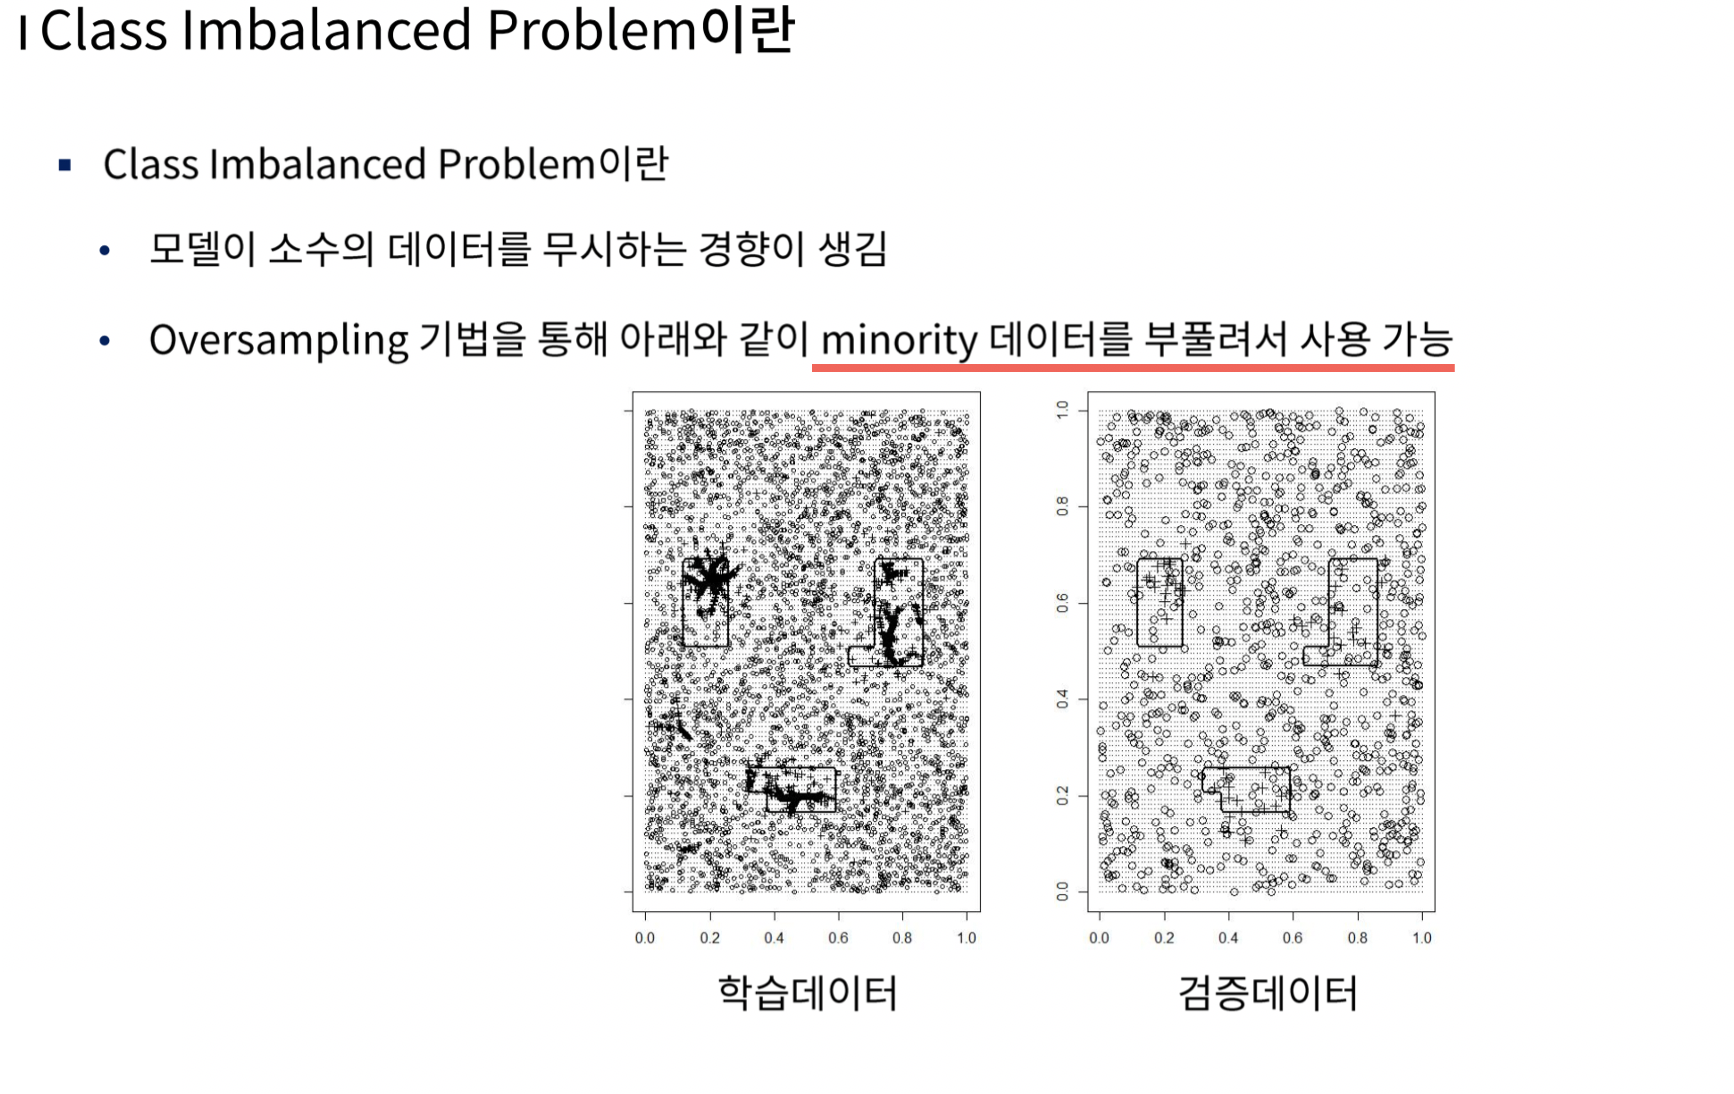 I Class Imbalanced Problem이란
▪ Class Imbalanced Problem이란
• 모델이 소수의 데이터를 무시하는 경향이 생김
• Oversampling 기법을 통해 아래와 같이 minority 데이터를 부풀려서 사용 가능
1.0
0.8
0.6
0.4
0.2
0.0
0.0 0.2 0.4 0.6 0.8 1.0
0.0 0.2 0.4 0.6 0.8 1.0
학습데이터
검증데이터